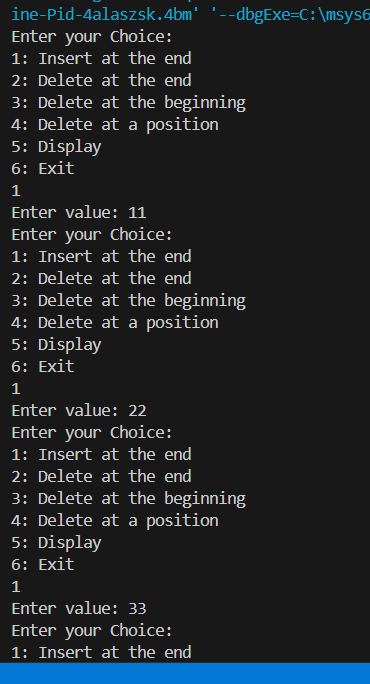 ine-Pid-4alaszsk.4bm' '--dbgExe=C:\msys6
Enter your Choice:
1: Insert at the end
2: Delete at the end
3: Delete at the beginning
4: Delete at a position
5: Display
6: Exit
1
Enter value: 11
Enter your Choice:
1: Insert at the end
2: Delete at the end
3: Delete at the beginning
4: Delete at a position
5: Display
6: Exit
1
Enter value: 22
Enter your Choice:
1: Insert at the end
2: Delete at the end
3: Delete at the beginning
4: Delete at a position
5: Display
6: Exit
1
Enter value: 33
Enter your Choice:
1: Insert at the end